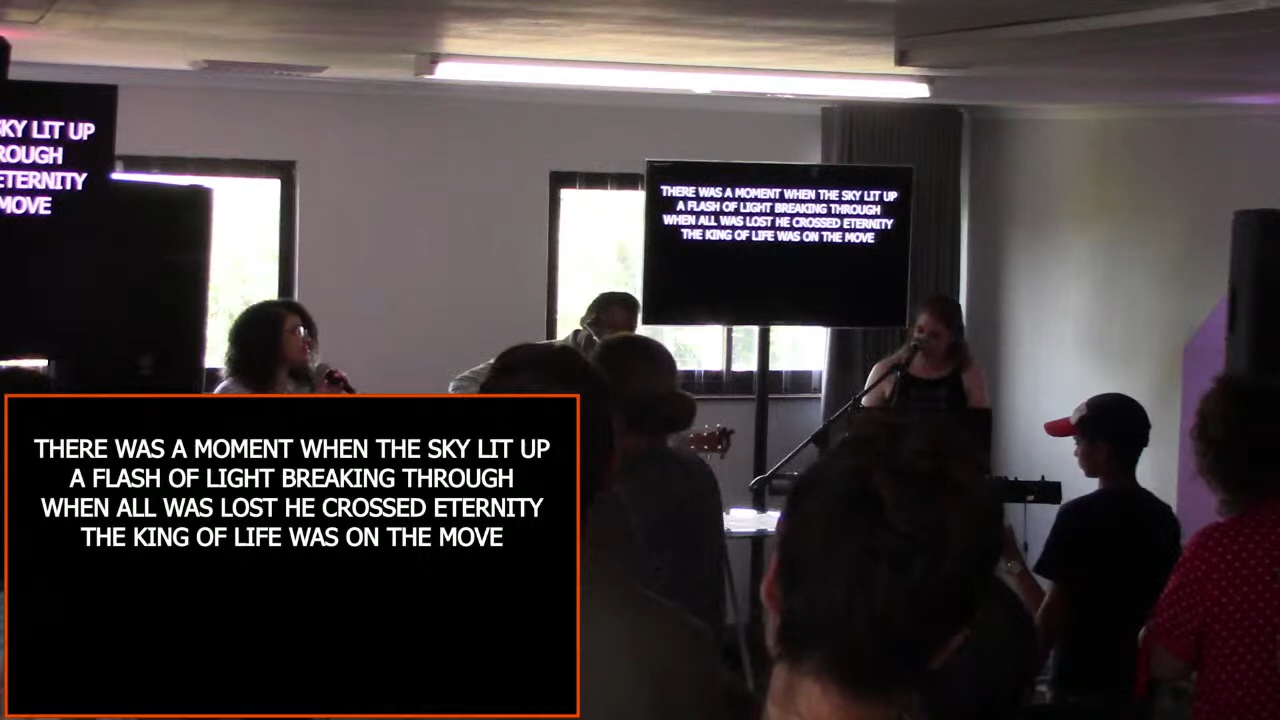 SKY LIT UP
ROUGH
ETERNITY
MOVE
THERE WAS A MOMENT WHEN THE SKY LIT UP
A FLASH OF LIGHT BREAKING THROUGH
WHEN ALL WAS LOST HE CROSSED ETERNITY
THE KING OF LIFE WAS ON THE MOVE
THERE WAS A MOMENT WHEN THE SKY LIT UP
A FLASH OF LIGHT BREAKING THROUGH
WHEN ALL WAS LOST HE CROSSED ETERNITY
THE KING OF LIFE WAS ON THE MOVE